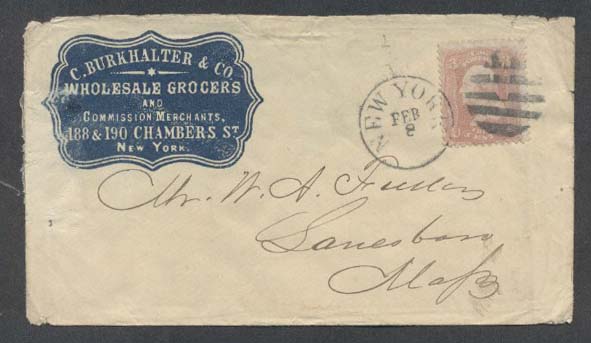 C. BURKHALTER & CO.
WHOLESALE GROCERS
AND
COMMISSION MERCHANTS,
188 & 190 CHAMBERS ST
NEW YORK.
NEW YORK
FEB
8
Mr. W. A. Fuller
Lanesboro
Mass